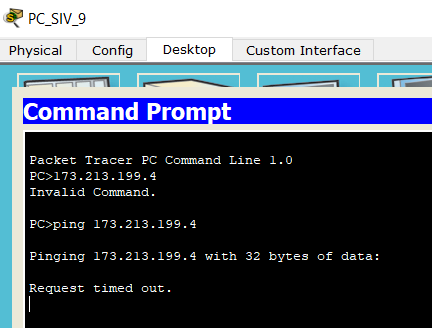 PC_SIV_9
Physical Config Desktop Custom Interface
Command Prompt
Packet Tracer PC Command Line 1.0
PC>173.213.199.4
Invalid Command.
PC>ping 173.213.199.4
Pinging 173.213.199.4 with 32 bytes of data:
Request timed out.